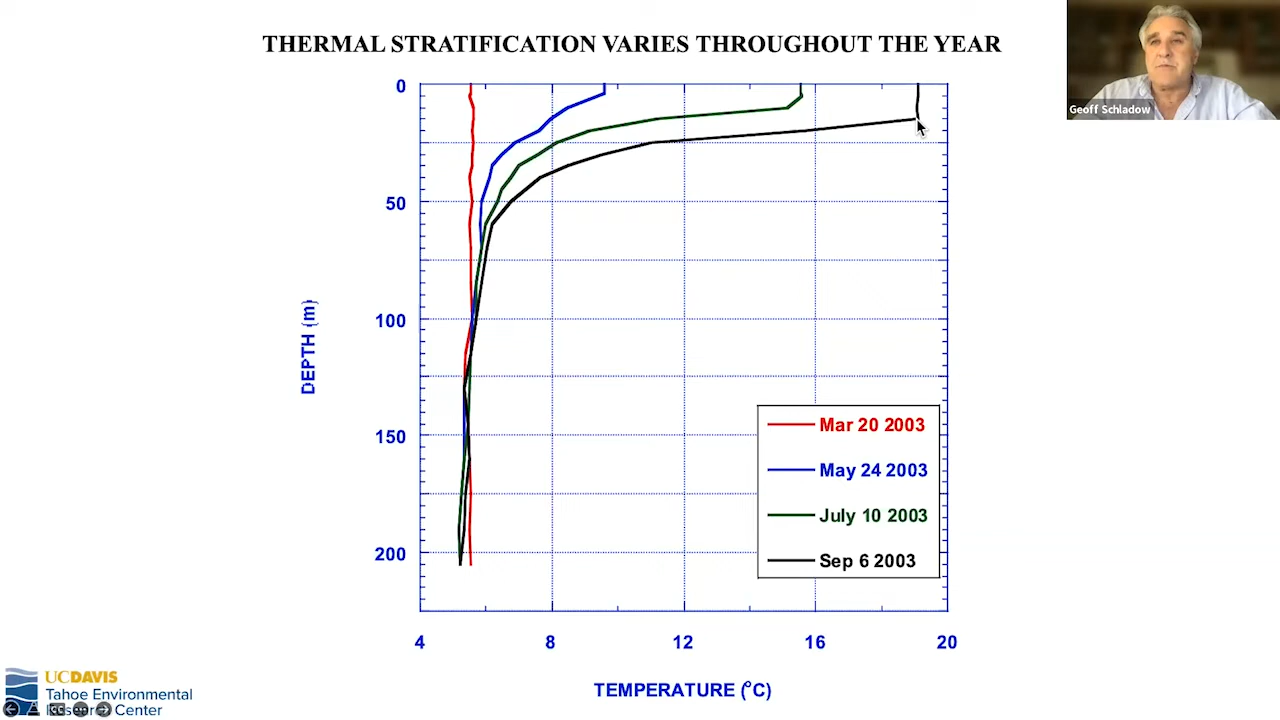 THERMAL STRATIFICATION VARIES THROUGHOUT THE YEAR
Geoff Schladow
0
50
100
150
200
DEPTH (m)
Mar 20 2003
May 24 2003
July 10 2003
Sep 6 2003
4
8
12
16
20
TEMPERATURE (°C)
UCDAVIS
Tahoe Environmental
Research Center